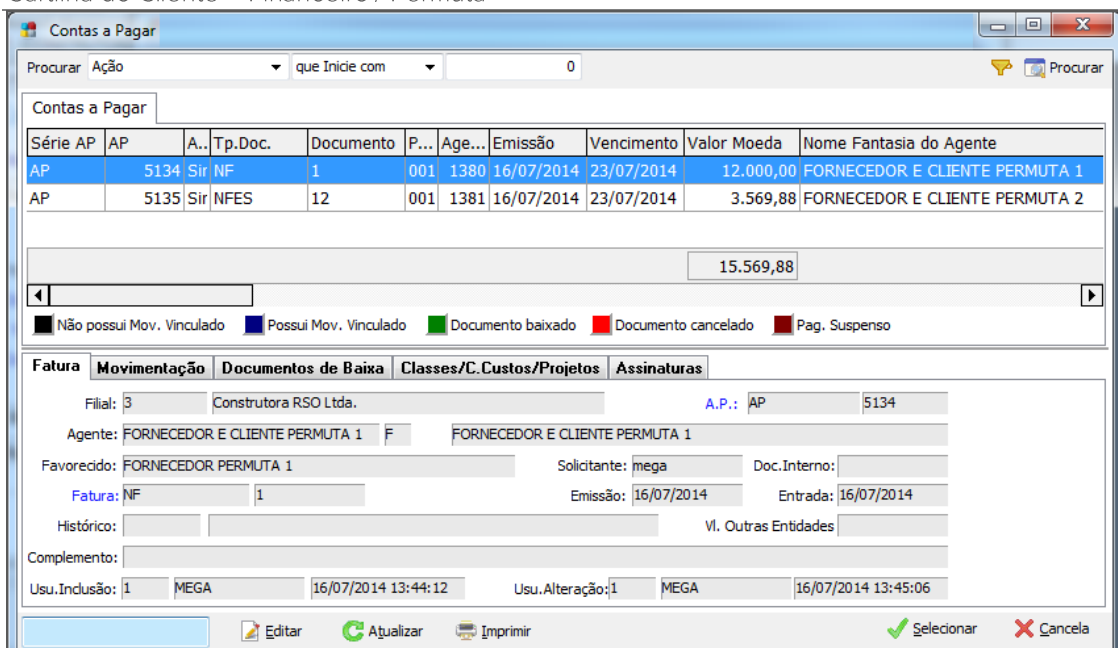 Contas a Pagar
Procurar Ação que Inicie com 0 Procurar
Contas a Pagar
Série AP AP A.. Tp.Doc. Documento P... Age... Emissão Vencimento Valor Moeda Nome Fantasia do Agente
AP 5134 Sir NF 1 001 1380 16/07/2014 23/07/2014 12.000,00 FORNECEDOR E CLIENTE PERMUTA 1
AP 5135 Sir NFES 12 001 1381 16/07/2014 23/07/2014 3.569,88 FORNECEDOR E CLIENTE PERMUTA 2
15.569,88
Não possui Mov. Vinculado Possui Mov. Vinculado Documento baixado Documento cancelado Pag. Suspenso
Fatura Movimentação Documentos de Baixa Classes/C.Custos/Projetos Assinaturas
Filial: 3 Construtora RSO Ltda. A.P.: AP 5134
Agente: FORNECEDOR E CLIENTE PERMUTA 1 F FORNECEDOR E CLIENTE PERMUTA 1
Favorecido: FORNECEDOR PERMUTA 1 Solicitante: mega Doc.Interno:
Fatura: NF 1 Emissão: 16/07/2014 Entrada: 16/07/2014
Histórico: Vl. Outras Entidades
Complemento:
Usu.Inclusão: 1 MEGA 16/07/2014 13:44:12 Usu.Alteração: 1 MEGA 16/07/2014 13:45:06
Editar Atualizar Imprimir Selecionar Cancela